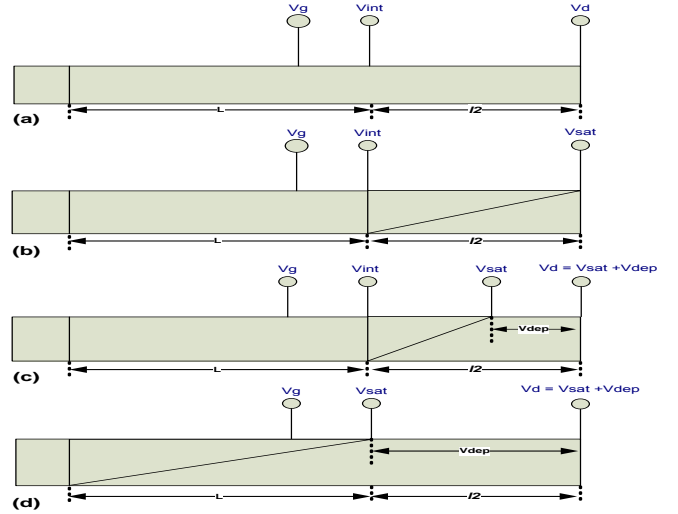 Vg Vint Vd
L l2
(a)
Vg Vint Vsat
L l2
(b)
Vg Vint Vsat Vd = Vsat +Vdep
Vdep
L l2
(c)
Vg Vsat Vd = Vsat +Vdep
Vdep
L l2
(d)